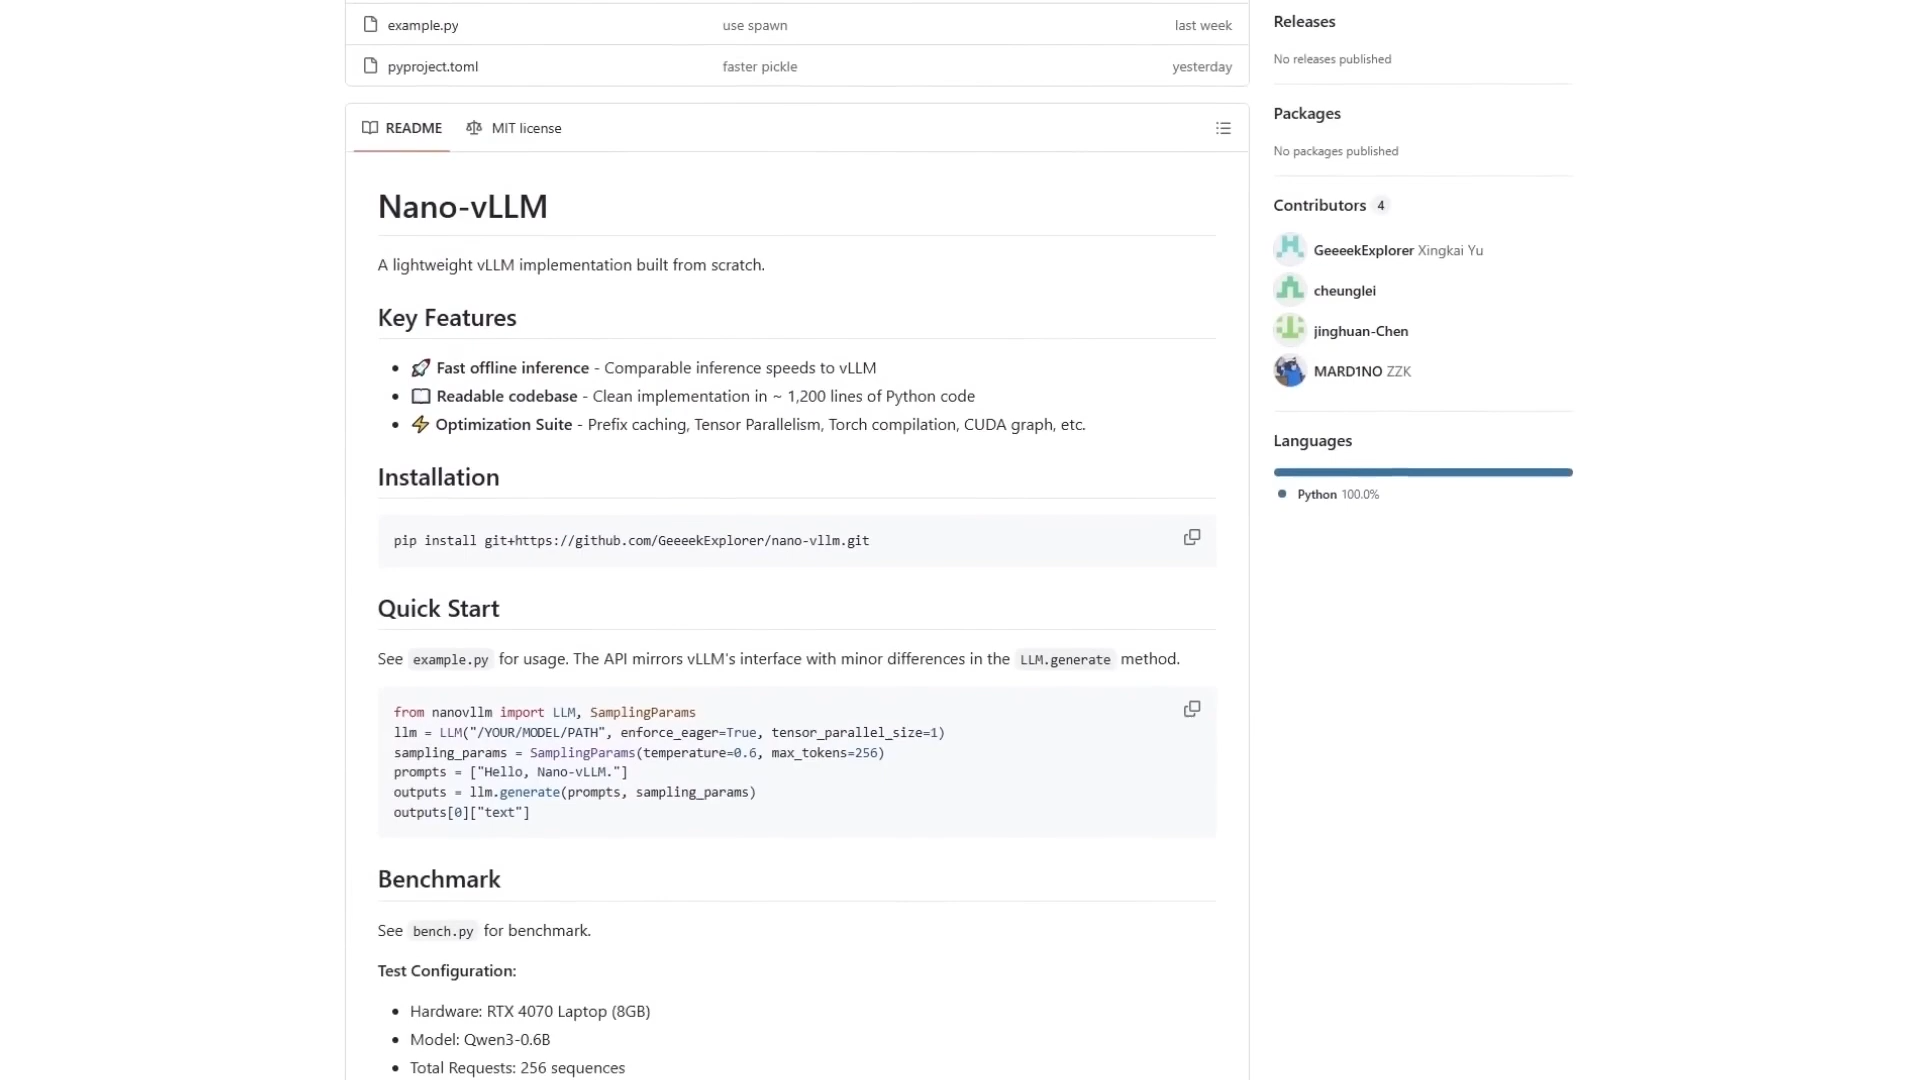 example.py use spawn last week
pyproject.toml faster pickle yesterday
README MIT license
Nano-vLLM
A lightweight vLLM implementation built from scratch.
Key Features
🚀 Fast offline inference - Comparable inference speeds to vLLM
📖 Readable codebase - Clean implementation in ~ 1,200 lines of Python code
⚡ Optimization Suite - Prefix caching, Tensor Parallelism, Torch compilation, CUDA graph, etc.
Installation
pip install git+https://github.com/GeeeekExplorer/nano-vllm.git
Quick Start
See example.py for usage. The API mirrors vLLM's interface with minor differences in the LLM.generate method.
from nanovllm import LLM, SamplingParams
llm = LLM("/YOUR/MODEL/PATH", enforce_eager=True, tensor_parallel_size=1)
sampling_params = SamplingParams(temperature=0.6, max_tokens=256)
prompts = ["Hello, Nano-vLLM."]
outputs = llm.generate(prompts, sampling_params)
outputs[0]["text"]
Benchmark
See bench.py for benchmark.
Test Configuration:
Hardware: RTX 4070 Laptop (8GB)
Model: Qwen3-0.6B
Total Requests: 256 sequences
Releases
No releases published
Packages
No packages published
Contributors 4
GeeeekExplorer Xingkai Yu
cheunglei
jinghuan-Chen
MARD1NO ZZK
Languages
Python 100.0%